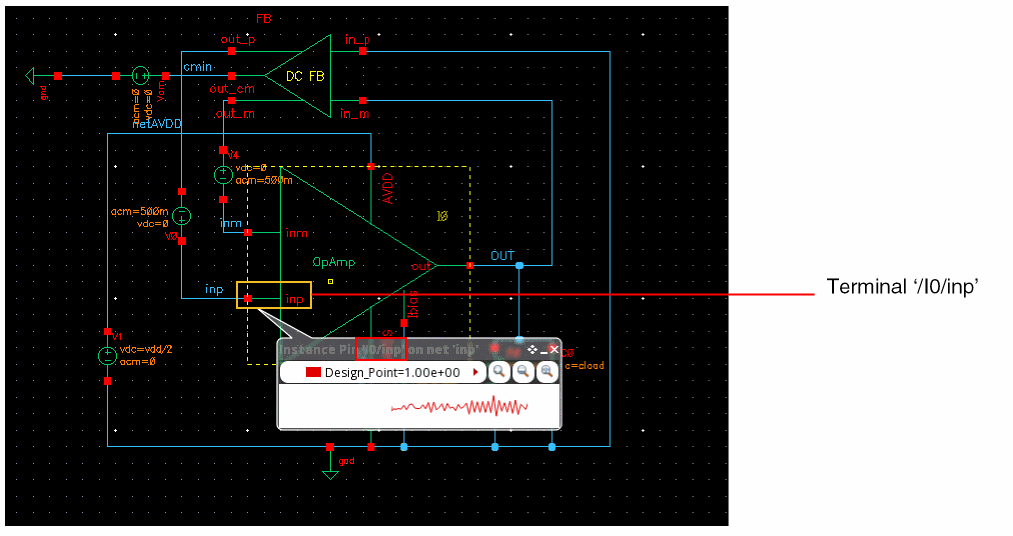 FB
out_p
in_p
DC FB
cmin
out_cm
out_m
in_m
gnd
acm=0
vdc=0
Vcm
netAVDD
V4
vdc=0
acm=500m
AVDD
I0
acm=500m
vdc=0
V0
inm
inm
OpAmp
out
OUT
inp
inp
Terminal ‘/I0/inp’
Ibias
V1
vdc=vdd/2
acm=0
Instance Pin '/I0/inp' on net 'inp'
c=cload
Design_Point=1.00e+00
gnd